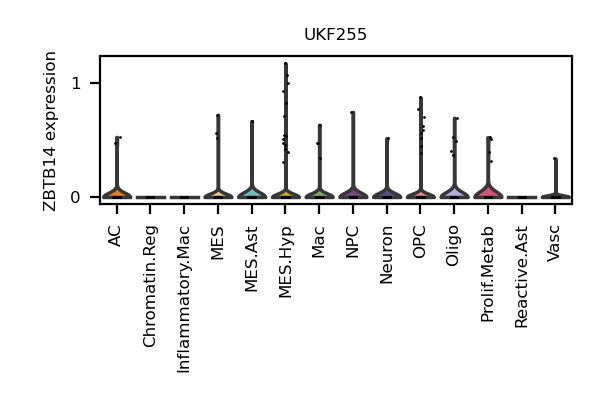 UKF255
ZBTB14 expression
1
0
AC
Chromatin.Reg
Inflammatory.Mac
MES
MES.Ast
MES.Hyp
Mac
NPC
Neuron
OPC
Oligo
Prolif.Metab
Reactive.Ast
Vasc